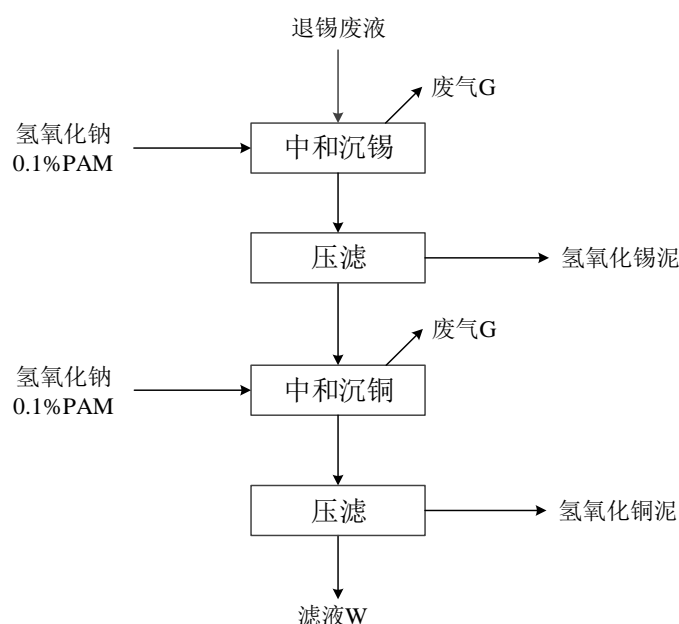 退锡废液
废气G
氢氧化钠
0.1%PAM
中和沉锡
压滤
氢氧化锡泥
废气G
氢氧化钠
0.1%PAM
中和沉铜
压滤
氢氧化铜泥
滤液W